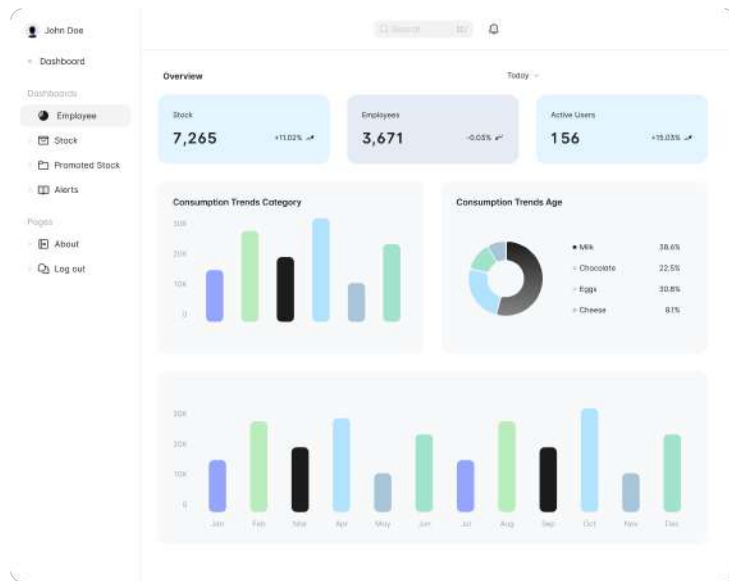 John Doe
Search
Dashboard
Dashboards
Employee
Stock
Promoted Stock
Alerts
Pages
About
Log out
Overview
Today
Stock
7,265
+11.02%
Employees
3,671
-0.03%
Active Users
156
+15.03%
Consumption Trends Category
30K
20K
10K
0
Consumption Trends Age
Milk 38.6%
Chocolate 22.5%
Eggs 30.8%
Cheese 8.1%
30K
20K
10K
0
Jan Feb Mar Apr May Jun Jul Aug Sep Oct Nov Dec